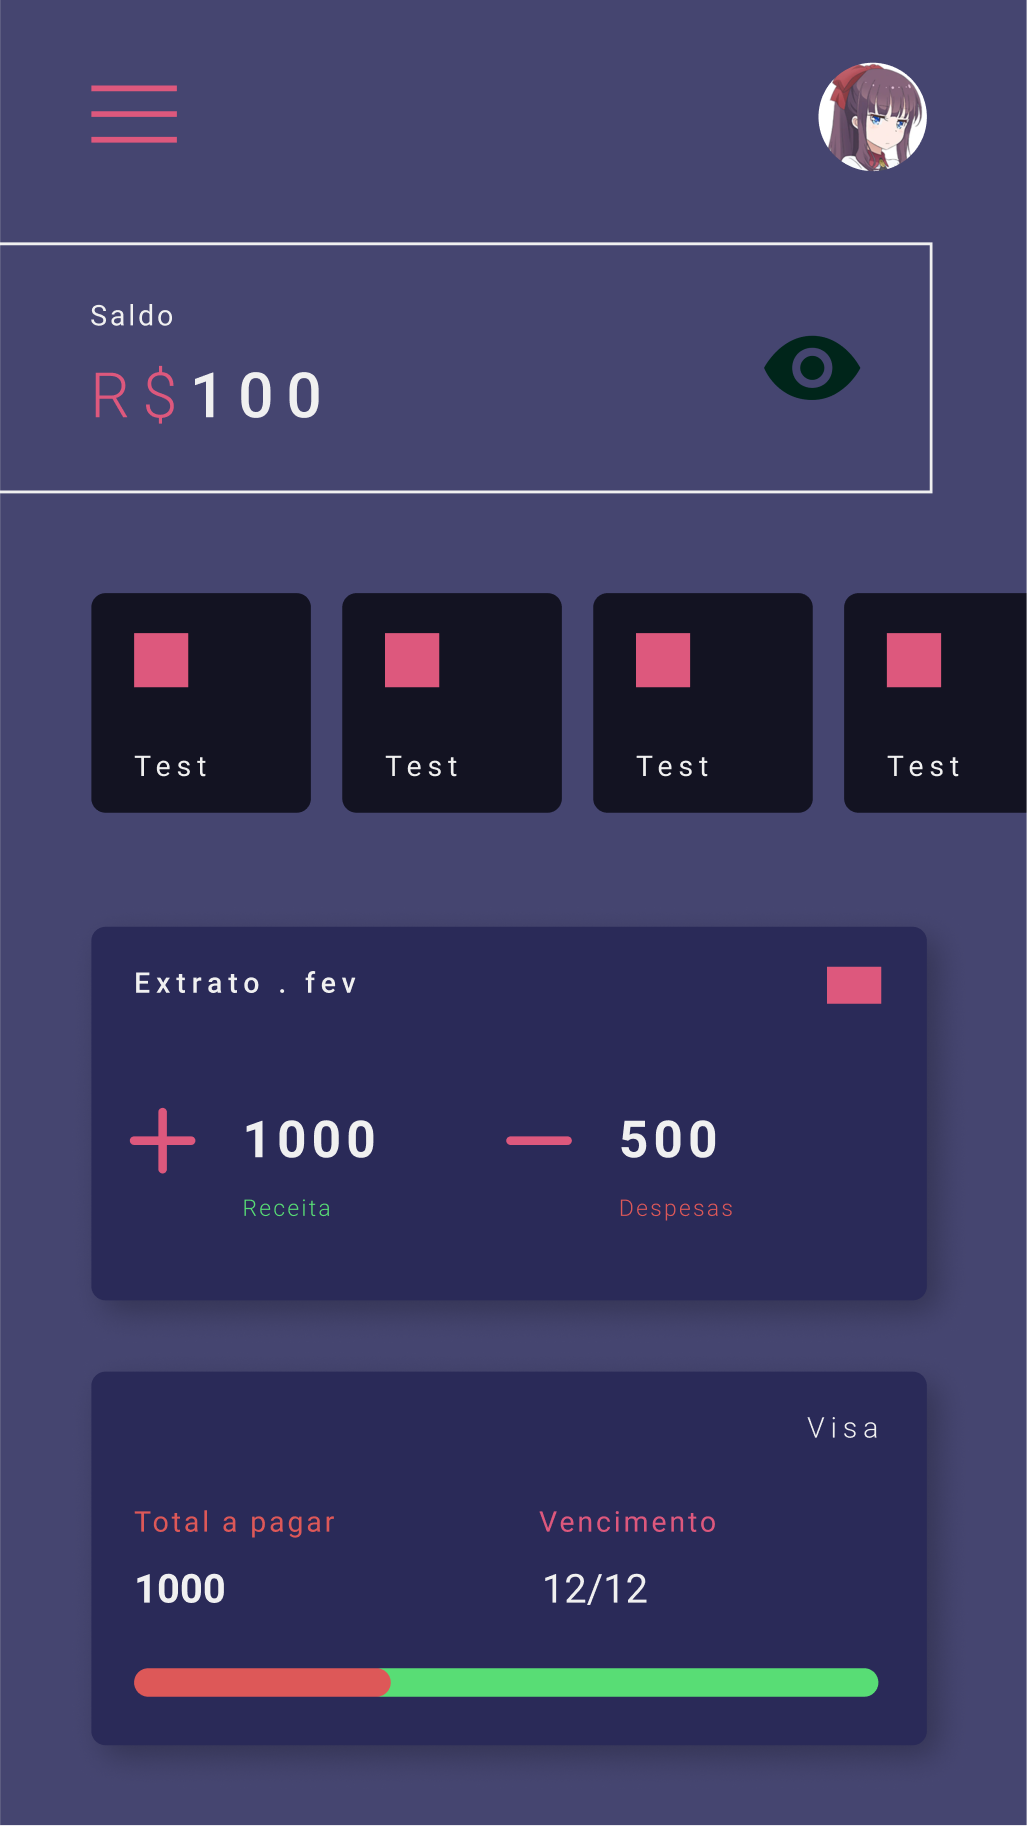 Saldo
R$100
Test Test Test Test
Extrato . fev
1000 500
Receita Despesas
Visa
Total a pagar Vencimento
1000 12/12